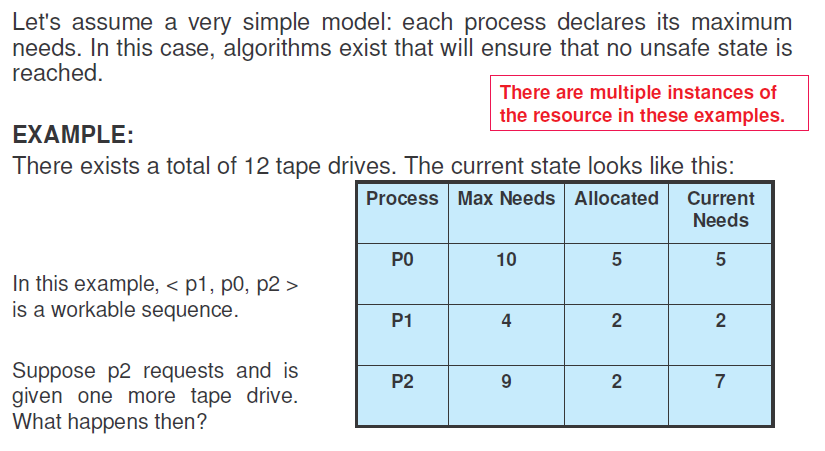 Let's assume a very simple model: each process declares its maximum
needs. In this case, algorithms exist that will ensure that no unsafe state is
reached.
There are multiple instances of
the resource in these examples.
EXAMPLE:
There exists a total of 12 tape drives. The current state looks like this:
Process Max Needs Allocated Current
Needs
P0 10 5 5
In this example, < p1, p0, p2 >
is a workable sequence.
P1 4 2 2
Suppose p2 requests and is
given one more tape drive.
What happens then?
P2 9 2 7